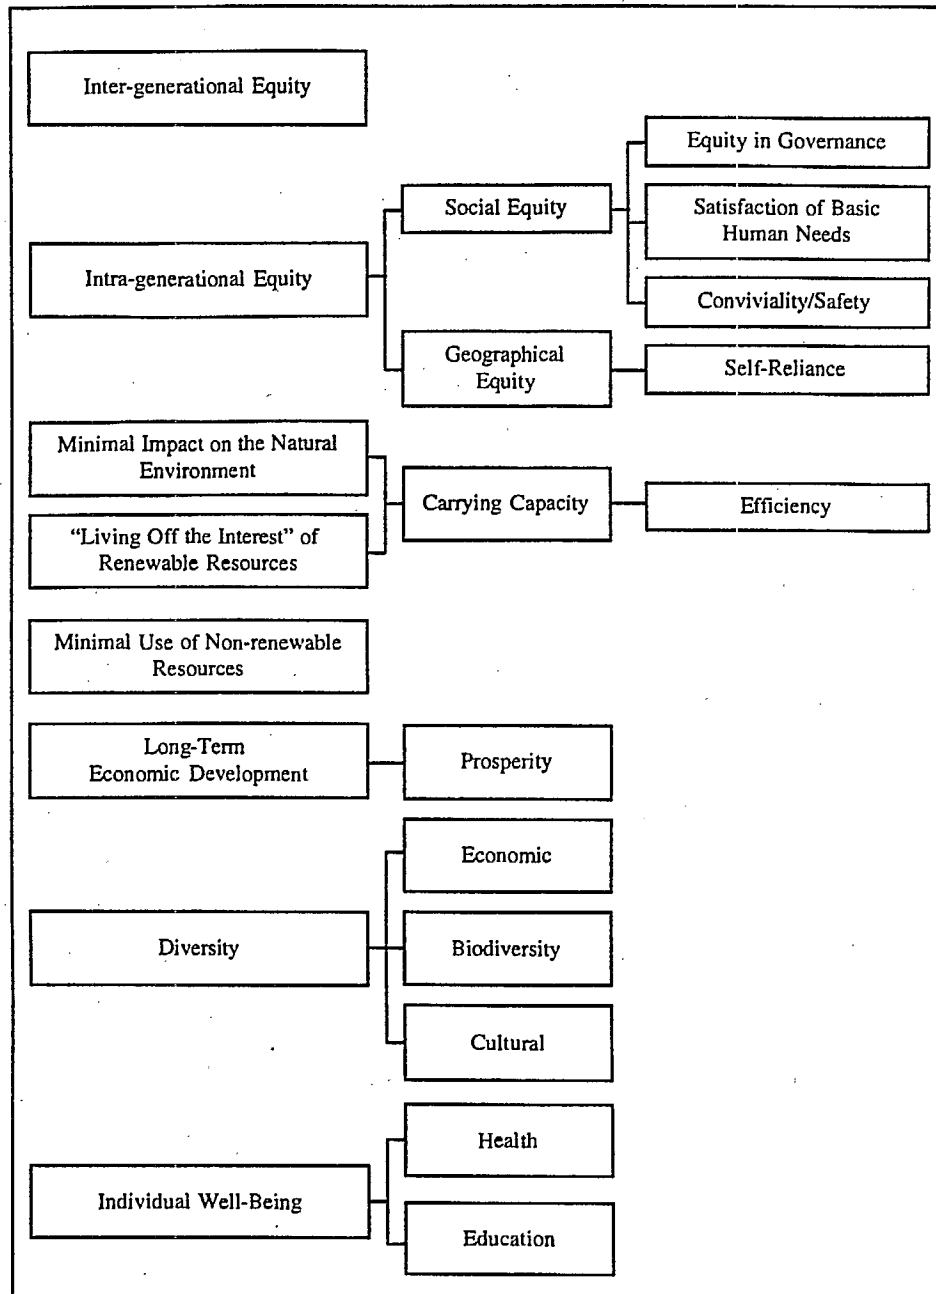 Inter-generational Equity
Equity in Governance
Social Equity
Satisfaction of Basic
Human Needs
Intra-generational Equity
Conviviality/Safety
Geographical
Equity
Self-Reliance
Minimal Impact on the Natural
Environment
Carrying Capacity
Efficiency
“Living Off the Interest” of
Renewable Resources
Minimal Use of Non-renewable
Resources
Long-Term
Economic Development
Prosperity
Economic
Diversity
Biodiversity
Cultural
Health
Individual Well-Being
Education